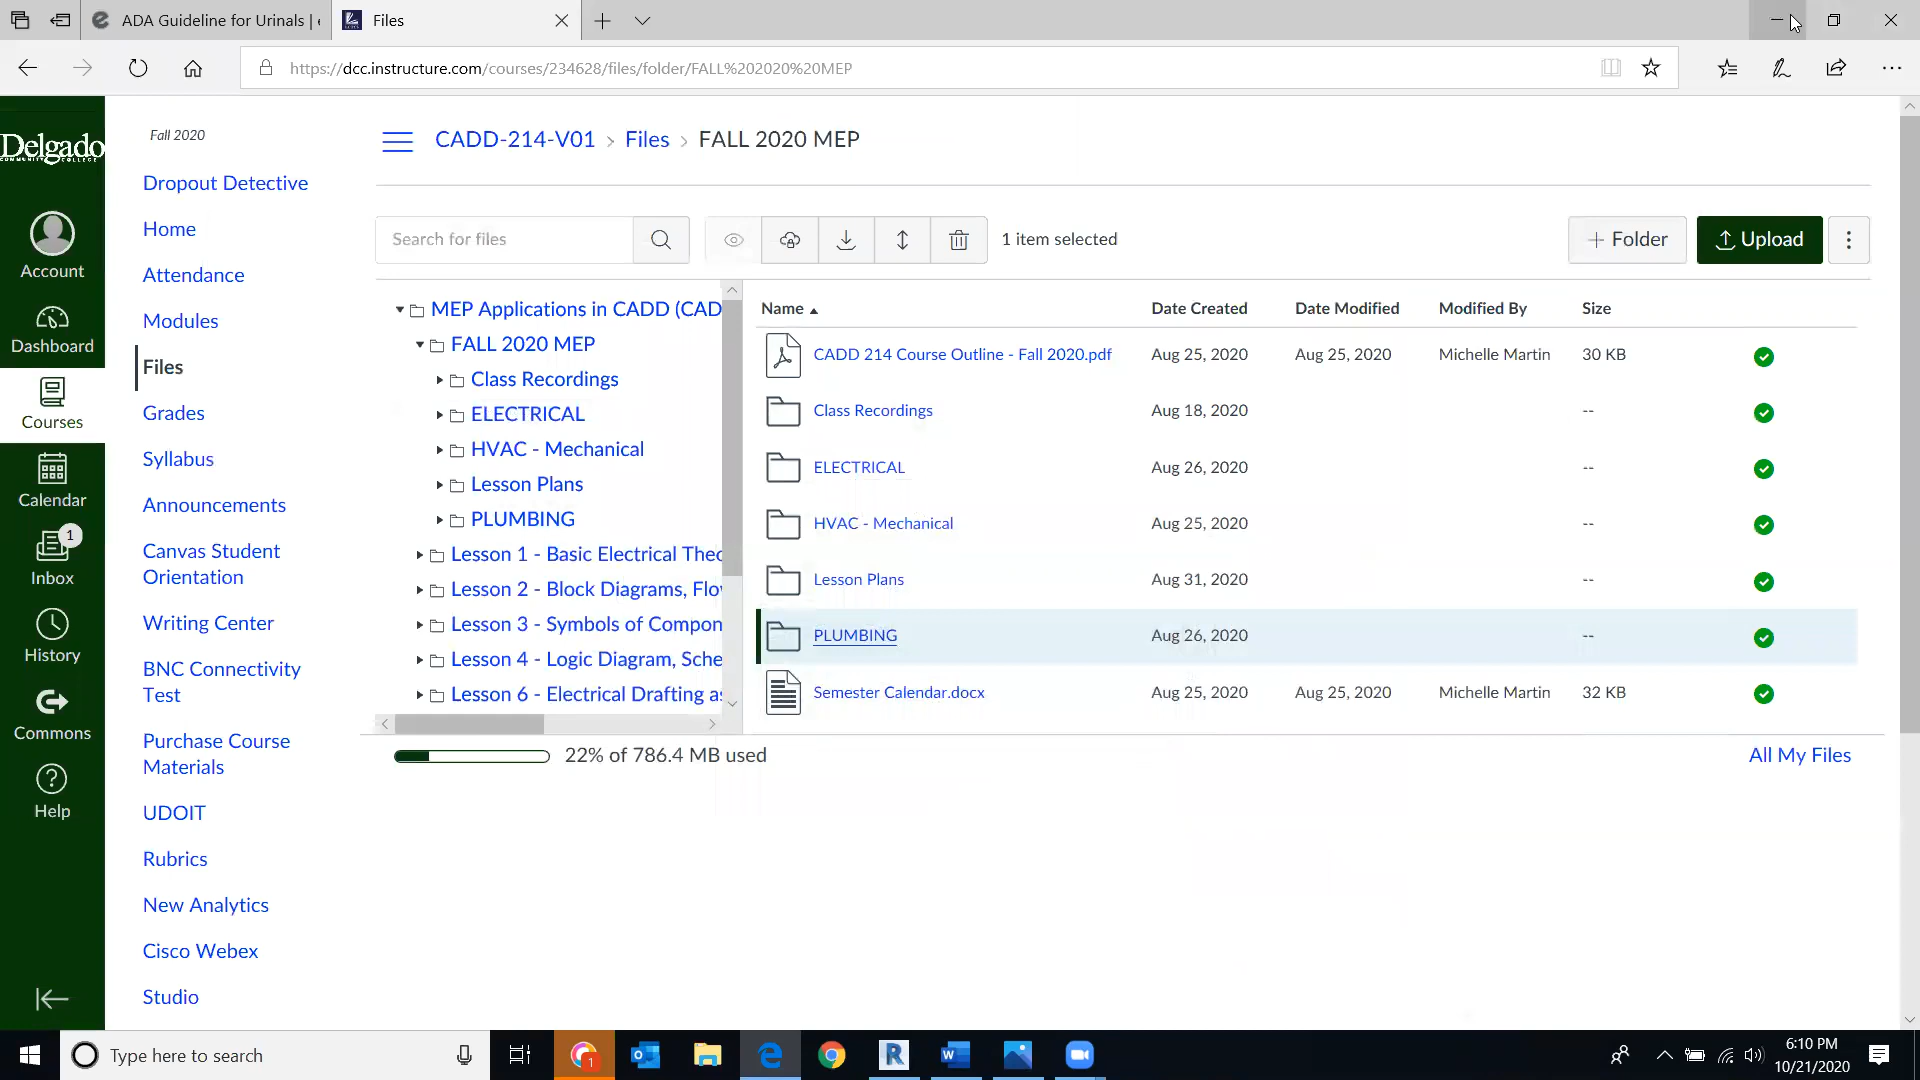 ADA Guideline for Urinals |
Files
https://dcc.instructure.com/courses/234628/files/folder/FALL%202020%20MEP
Delgado
COMMUNITY COLLEGE
Account
Dashboard
Courses
Calendar
1
Inbox
History
Commons
Help
Fall 2020
Dropout Detective
Home
Attendance
Modules
Files
Grades
Syllabus
Announcements
Canvas Student
Orientation
Writing Center
BNC Connectivity
Test
Purchase Course
Materials
UDOIT
Rubrics
New Analytics
Cisco Webex
Studio
CADD-214-V01 > Files > FALL 2020 MEP
Search for files
1 item selected
+ Folder
Upload
MEP Applications in CADD (CAD
FALL 2020 MEP
Class Recordings
ELECTRICAL
HVAC - Mechanical
Lesson Plans
PLUMBING
Lesson 1 - Basic Electrical Theo
Lesson 2 - Block Diagrams, Flo
Lesson 3 - Symbols of Compon
Lesson 4 - Logic Diagram, Sche
Lesson 6 - Electrical Drafting as
Name Date Created Date Modified Modified By Size
CADD 214 Course Outline - Fall 2020.pdf Aug 25, 2020 Aug 25, 2020 Michelle Martin 30 KB
Class Recordings Aug 18, 2020 --
ELECTRICAL Aug 26, 2020 --
HVAC - Mechanical Aug 25, 2020 --
Lesson Plans Aug 31, 2020 --
PLUMBING Aug 26, 2020 --
Semester Calendar.docx Aug 25, 2020 Aug 25, 2020 Michelle Martin 32 KB
22% of 786.4 MB used
All My Files
Type here to search
1
6:10 PM
10/21/2020